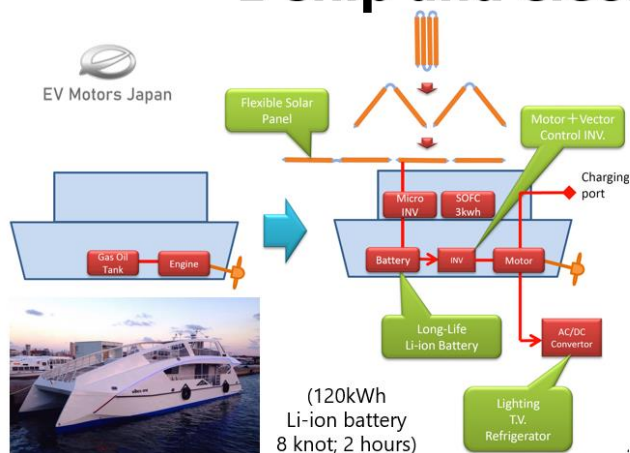 EV Motors Japan
Flexible Solar
Panel
Motor＋Vector
Control INV.
Charging
port
Micro
INV
SOFC
3kwh
Gas Oil
Tank
Engine
Battery
INV
Motor
Long-Life
Li-ion Battery
AC/DC
Convertor
(120kWh
Li-ion battery
8 knot; 2 hours)
Lighting
T.V.
Refrigerator